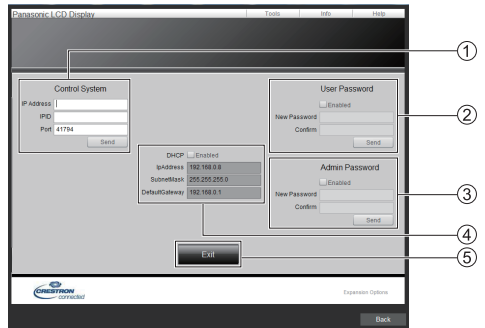 Panasonic LCD Display Tools Info Help
①
Control System
IP Address
IPID
Port 41794
Send
User Password
Enabled
New Password
Confirm
Send
②
DHCP Enabled
IpAddress 192.168.0.8
SubnetMask 255.255.255.0
DefaultGateway 192.168.0.1
Admin Password
Enabled
New Password
Confirm
Send
③
④
Exit
⑤
CRESTRON
connected
Expansion Options
Back